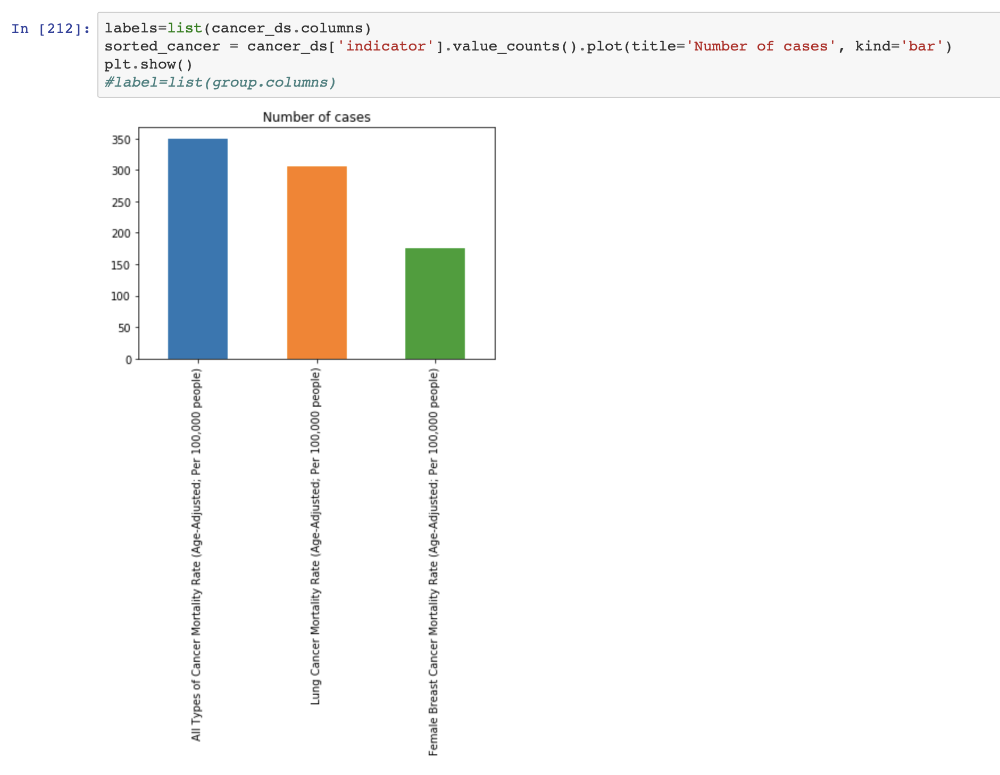 In [212]:
labels=list(cancer_ds.columns)
sorted_cancer = cancer_ds['indicator'].value_counts().plot(title='Number of cases', kind='bar')
plt.show()
#label=list(group.columns)
Number of cases
350
300
250
200
150
100
50
0
All Types of Cancer Mortality Rate (Age-Adjusted; Per 100,000 people)
Lung Cancer Mortality Rate (Age-Adjusted; Per 100,000 people)
Female Breast Cancer Mortality Rate (Age-Adjusted; Per 100,000 people)